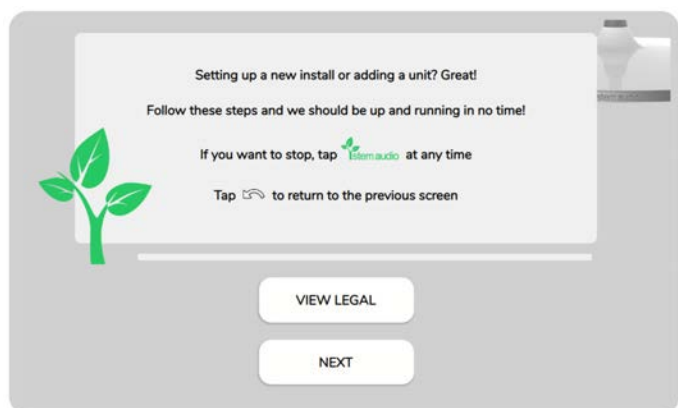 Setting up a new install or adding a unit? Great!
Follow these steps and we should be up and running in no time!
If you want to stop, tap stem audio at any time
Tap to return to the previous screen
VIEW LEGAL
NEXT